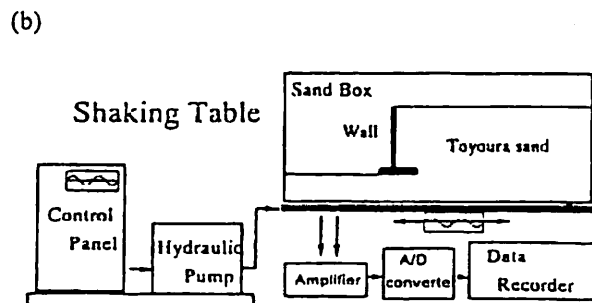 (b)
Shaking Table
Sand Box
Wall
Toyoura sand
Control
Panel
Hydraulic
Pump
Amplifier
A/D
converte
Data
Recorder